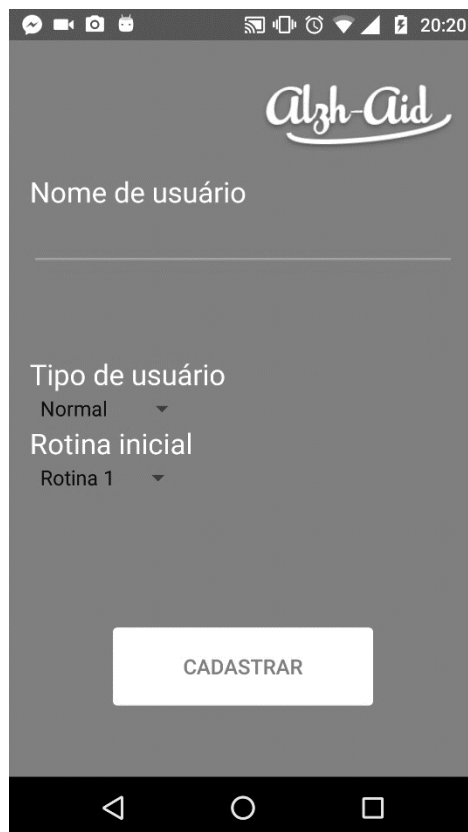 20:20
Alzh-Aid
Nome de usuário
Tipo de usuário
Normal
Rotina inicial
Rotina 1
CADASTRAR